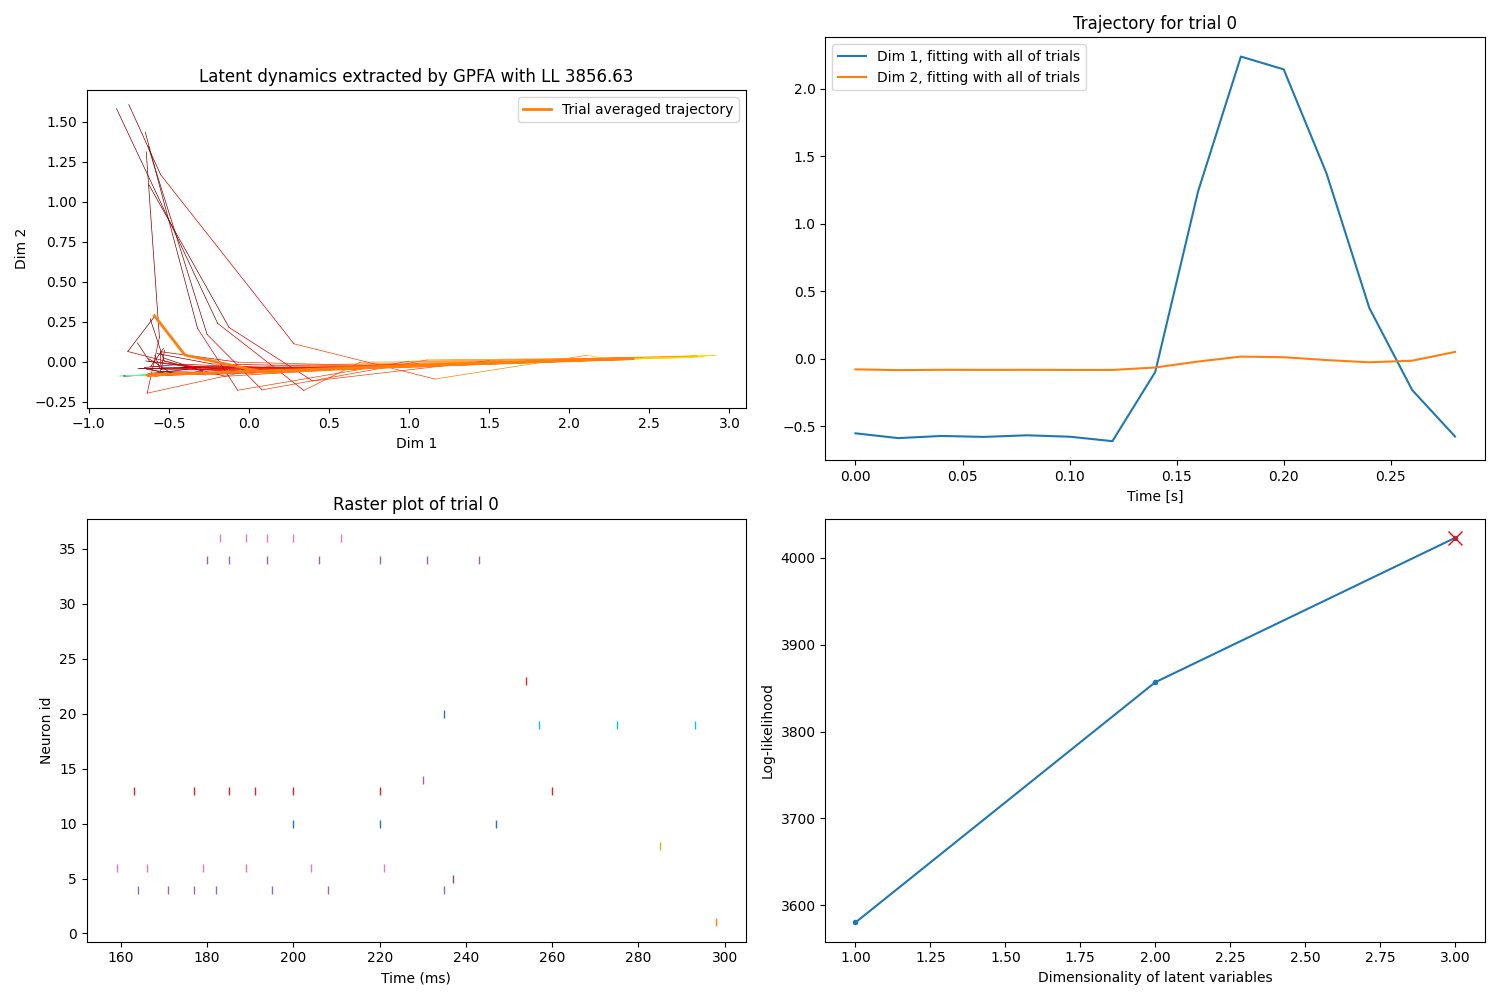 Latent dynamics extracted by GPFA with LL 3856.63
Trial averaged trajectory
1.50
1.25
1.00
0.75
0.50
0.25
0.00
−0.25
Dim 2
−1.0 −0.5 0.0 0.5 1.0 1.5 2.0 2.5 3.0
Dim 1
Trajectory for trial 0
Dim 1, fitting with all of trials
Dim 2, fitting with all of trials
2.0
1.5
1.0
0.5
0.0
−0.5
0.00 0.05 0.10 0.15 0.20 0.25
Time [s]
Raster plot of trial 0
35
30
25
20
15
10
5
0
Neuron id
160 180 200 220 240 260 280 300
Time (ms)
4000
3900
3800
3700
3600
Log-likelihood
1.00 1.25 1.50 1.75 2.00 2.25 2.50 2.75 3.00
Dimensionality of latent variables